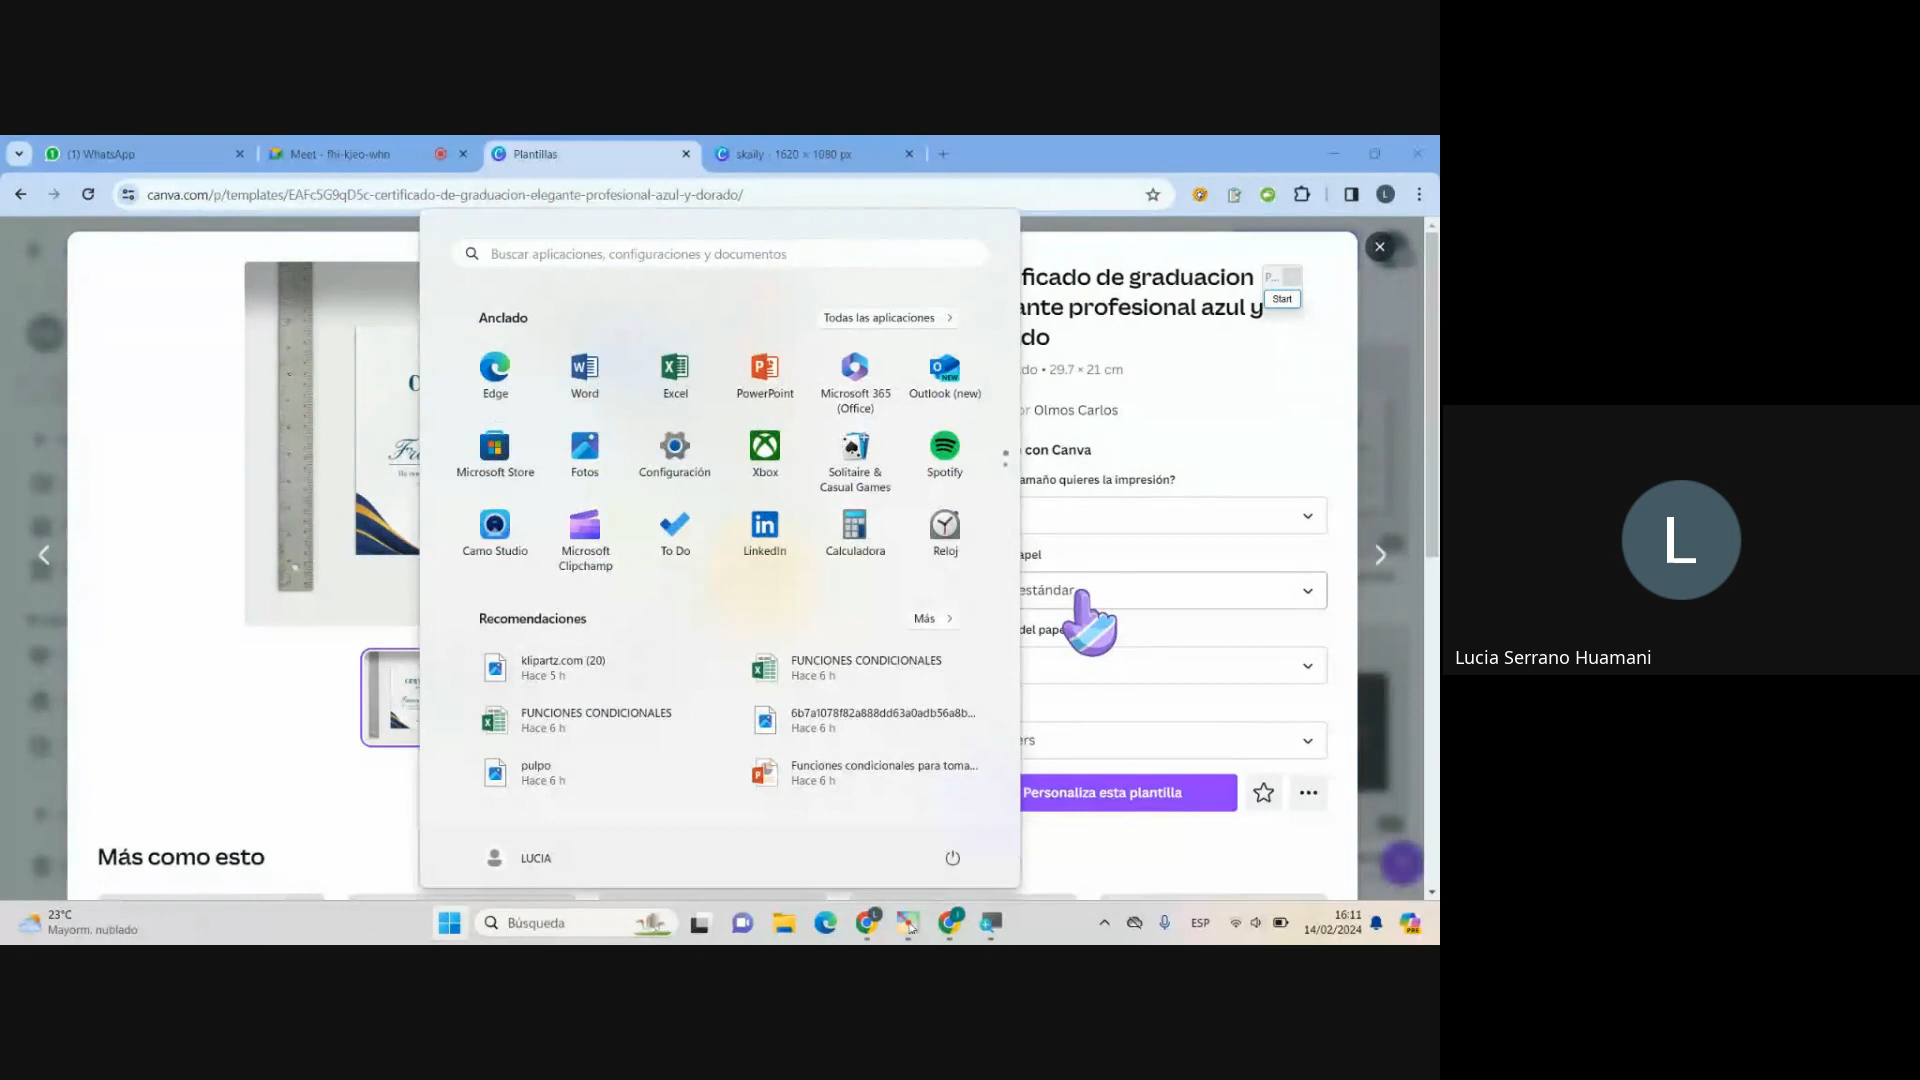 (1) WhatsApp
Meet - fhi-kjeo-whn
Plantillas
skaily - 1620 × 1080 px
canva.com/p/templates/EAFc5G9qD5c-certificado-de-graduacion-elegante-profesional-azul-y-dorado/
Buscar aplicaciones, configuraciones y documentos
Anclado
Todas las aplicaciones
Edge
Word
Excel
PowerPoint
Microsoft 365
(Office)
Outlook (new)
Microsoft Store
Fotos
Configuración
Xbox
Solitaire &
Casual Games
Spotify
Camo Studio
Microsoft
Clipchamp
To Do
LinkedIn
Calculadora
Reloj
Recomendaciones
Más
klipartz.com (20)
Hace 5 h
FUNCIONES CONDICIONALES
Hace 6 h
FUNCIONES CONDICIONALES
Hace 6 h
6b7a1078f82a888dd63a0adb56a8b...
Hace 6 h
pulpo
Hace 6 h
Funciones condicionales para toma...
Hace 6 h
LUCIA
ficado de graduacion
ante profesional azul y
do
P...
Start
do • 29.7 × 21 cm
or Olmos Carlos
con Canva
amaño quieres la impresión?
apel
estándar
del pape
ers
Personaliza esta plantilla
Más como esto
23°C
Mayorm. nublado
Búsqueda
ESP
16:11
14/02/2024
L
Lucia Serrano Huamani